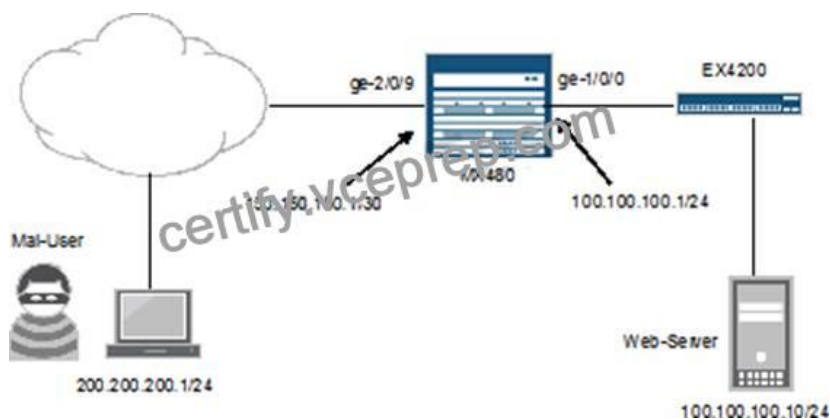 EX4200
ge-2/0/9
ge-1/0/0
MX480
100.100.100.1/24
certify.vceprep.com
Mal-User
Web-Server
200.200.200.1/24
100.100.100.10/24